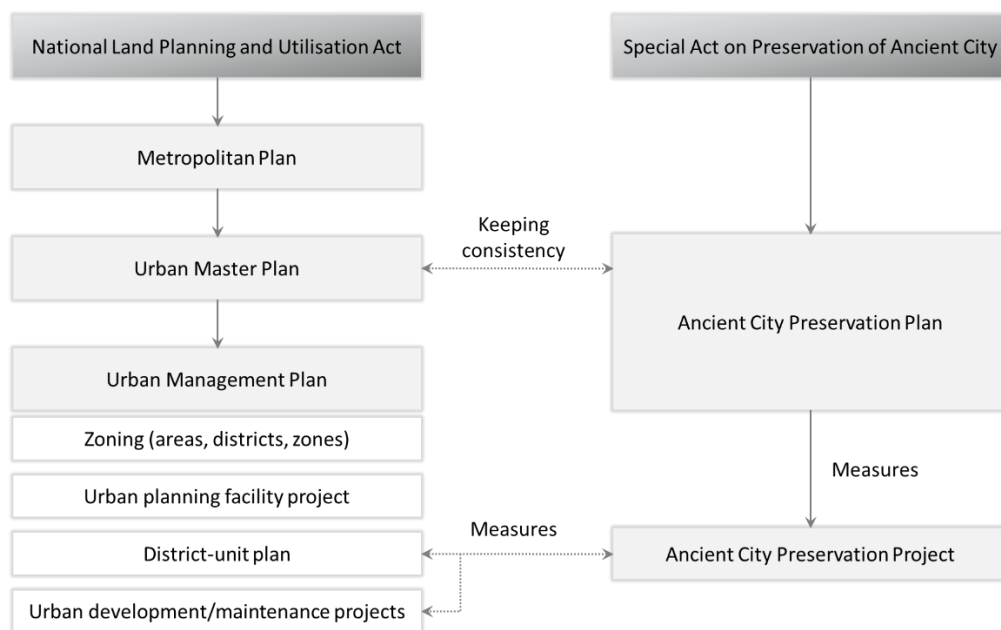 National Land Planning and Utilisation Act
Special Act on Preservation of Ancient City
Metropolitan Plan
Keeping
consistency
Urban Master Plan
Ancient City Preservation Plan
Urban Management Plan
Zoning (areas, districts, zones)
Measures
Urban planning facility project
Measures
District-unit plan
Ancient City Preservation Project
Urban development/maintenance projects